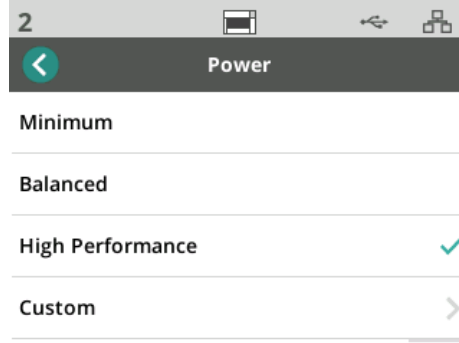 2
Power
Minimum
Balanced
High Performance
Custom